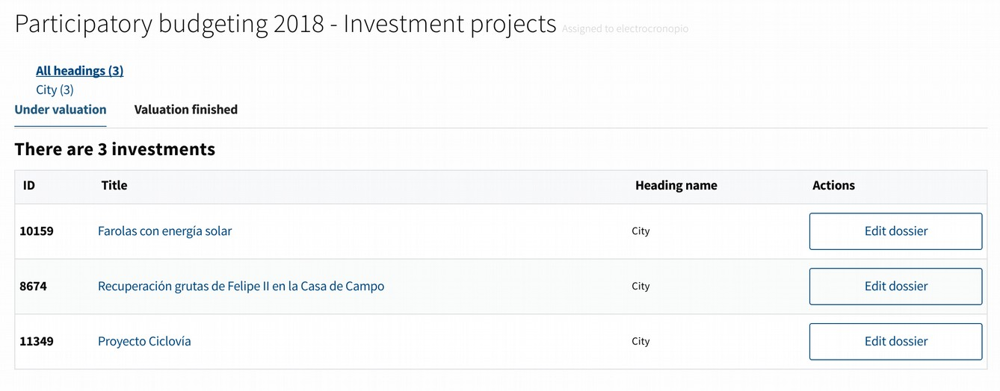 Participatory budgeting 2018 - Investment projects Assigned to electrocronopio
All headings (3)
City (3)
Under valuation Valuation finished
There are 3 investments
ID Title Heading name Actions
10159 Farolas con energía solar City Edit dossier
8674 Recuperación grutas de Felipe II en la Casa de Campo City Edit dossier
11349 Proyecto Ciclovía City Edit dossier